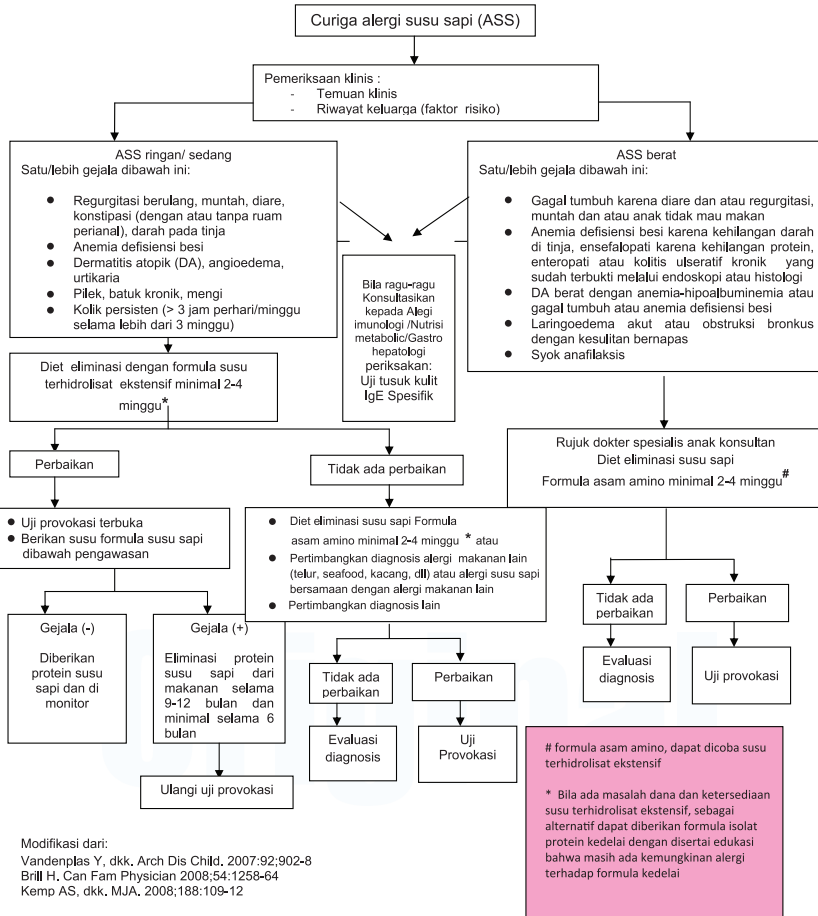 Curiga alergi susu sapi (ASS)
Pemeriksaan klinis :
- Temuan klinis
- Riwayat keluarga (faktor risiko)
ASS ringan/ sedang
Satu/lebih gejala dibawah ini:
● Regurgitasi berulang, muntah, diare,
konstipasi (dengan atau tanpa ruam
perianal), darah pada tinja
● Anemia defisiensi besi
● Dermatitis atopik (DA), angioedema,
urtikaria
● Pilek, batuk kronik, mengi
● Kolik persisten (> 3 jam perhari/minggu
selama lebih dari 3 minggu)
Bila ragu-ragu
Konsultasikan
kepada Alegi
imunologi /Nutrisi
metabolic/Gastro
hepatologi
periksakan:
Uji tusuk kulit
IgE Spesifik
ASS berat
Satu/lebih gejala dibawah ini:
● Gagal tumbuh karena diare dan atau regurgitasi,
muntah dan atau anak tidak mau makan
● Anemia defisiensi besi karena kehilangan darah
di tinja, ensefalopati karena kehilangan protein,
enteropati atau kolitis ulseratif kronik yang
sudah terbukti melalui endoskopi atau histologi
● DA berat dengan anemia-hipoalbuminemia atau
gagal tumbuh atau anemia defisiensi besi
● Laringoedema akut atau obstruksi bronkus
dengan kesulitan bernapas
● Syok anafilaksis
Diet eliminasi dengan formula susu
terhidrolisat ekstensif minimal 2-4
minggu*
Perbaikan
Tidak ada perbaikan
Rujuk dokter spesialis anak konsultan
Diet eliminasi susu sapi
Formula asam amino minimal 2-4 minggu#
● Uji provokasi terbuka
● Berikan susu formula susu sapi
dibawah pengawasan
● Diet eliminasi susu sapi Formula
asam amino minimal 2-4 minggu * atau
● Pertimbangkan diagnosis alergi makanan lain
(telur, seafood, kacang, dll) atau alergi susu sapi
bersamaan dengan alergi makanan lain
● Pertimbangkan diagnosis lain
Tidak ada
perbaikan
Perbaikan
Gejala (-)
Diberikan
protein susu
sapi dan di
monitor
Gejala (+)
Eliminasi protein
susu sapi dari
makanan selama
9-12 bulan dan
minimal selama 6
bulan
Tidak ada
perbaikan
Perbaikan
Evaluasi
diagnosis
Uji provokasi
Evaluasi
diagnosis
Uji
Provokasi
Ulangi uji provokasi
# formula asam amino, dapat dicoba susu
terhidrolisat ekstensif
* Bila ada masalah dana dan ketersediaan
susu terhidrolisat ekstensif, sebagai
alternatif dapat diberikan formula isolat
protein kedelai dengan disertai edukasi
bahwa masih ada kemungkinan alergi
terhadap formula kedelai
Modifikasi dari:
Vandenplas Y, dkk. Arch Dis Child. 2007:92;902-8
Brill H. Can Fam Physician 2008;54:1258-64
Kemp AS, dkk. MJA. 2008;188:109-12
Original